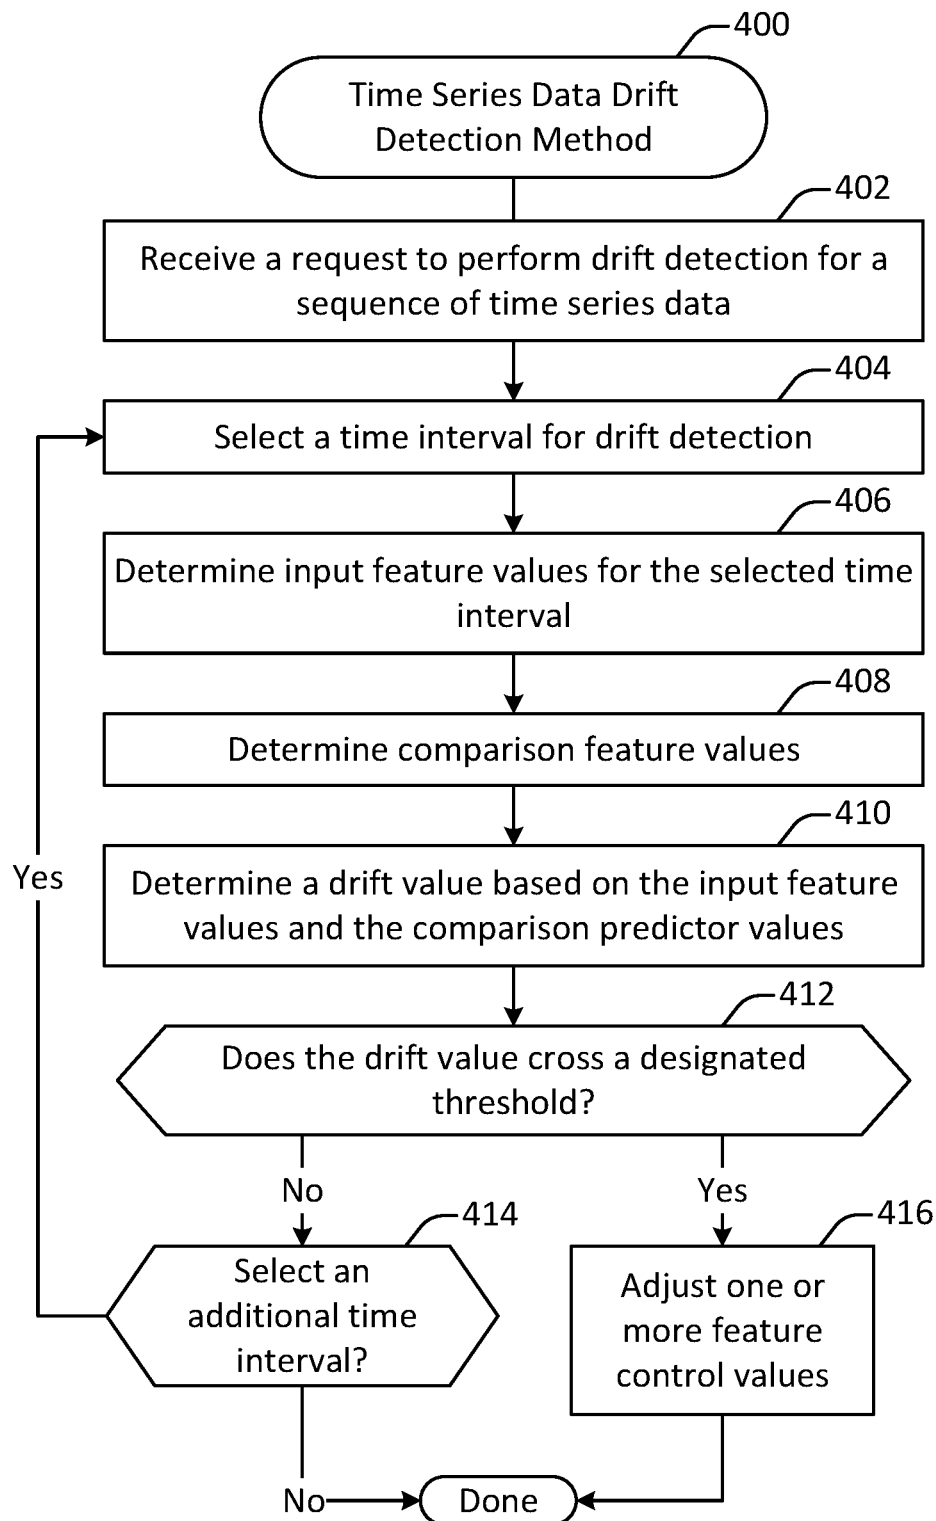 400
Time Series Data Drift
Detection Method
402
Receive a request to perform drift detection for a
sequence of time series data
404
Select a time interval for drift detection
406
Determine input feature values for the selected time
interval
408
Determine comparison feature values
410
Yes
Determine a drift value based on the input feature
values and the comparison predictor values
412
Does the drift value cross a designated
threshold?
No
Yes
414
416
Select an
additional time
interval?
Adjust one or
more feature
control values
No
Done